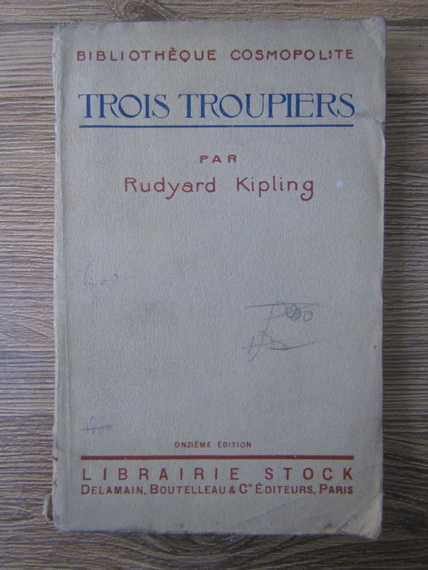 BIBLIOTHÈQUE COSMOPOLITE
TROIS TROUPIERS
PAR
Rudyard Kipling
ONZIÈME ÉDITION
LIBRAIRIE STOCK
DELAMAIN, BOUTELLEAU & Cie ÉDITEURS, PARIS